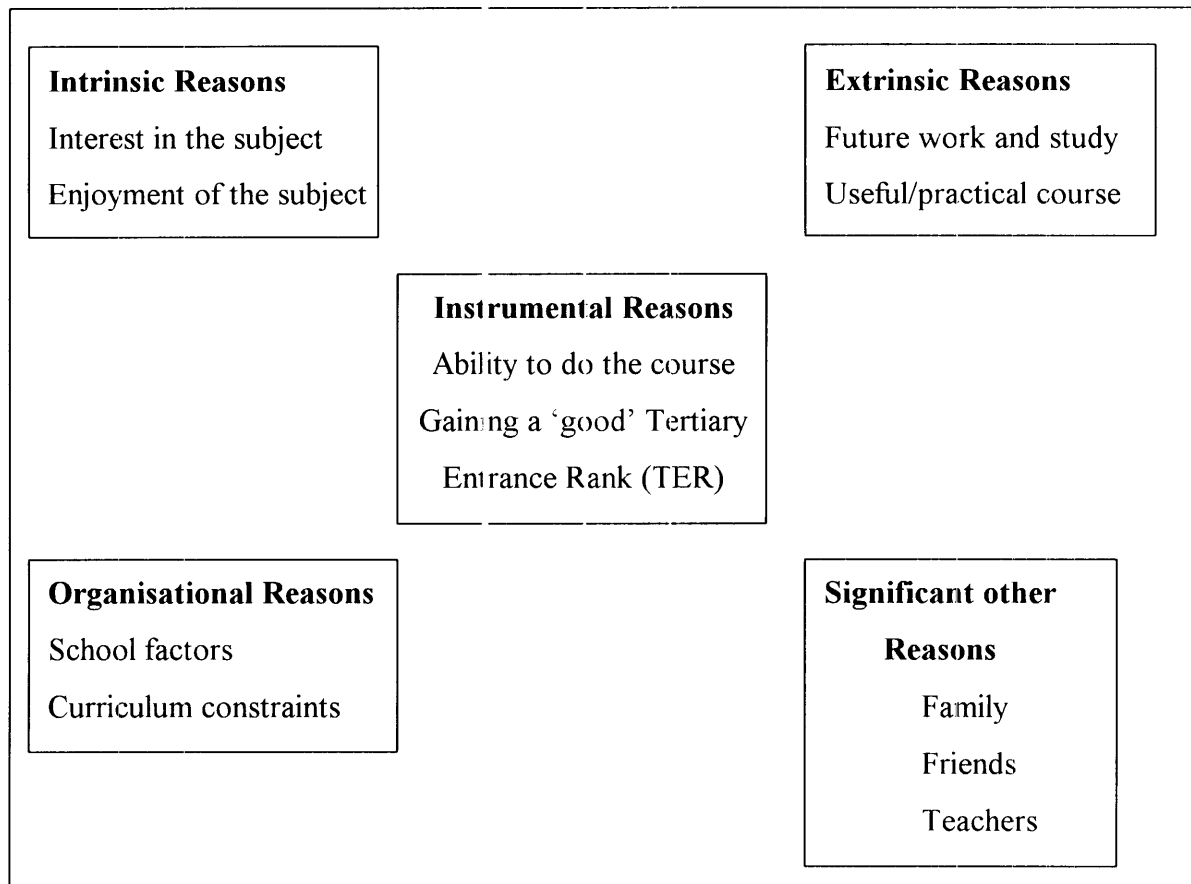 Intrinsic Reasons
Interest in the subject
Enjoyment of the subject
Extrinsic Reasons
Future work and study
Useful/practical course
Instrumental Reasons
Ability to do the course
Gaining a ‘good’ Tertiary
Entrance Rank (TER)
Organisational Reasons
School factors
Curriculum constraints
Significant other
Reasons
Family
Friends
Teachers